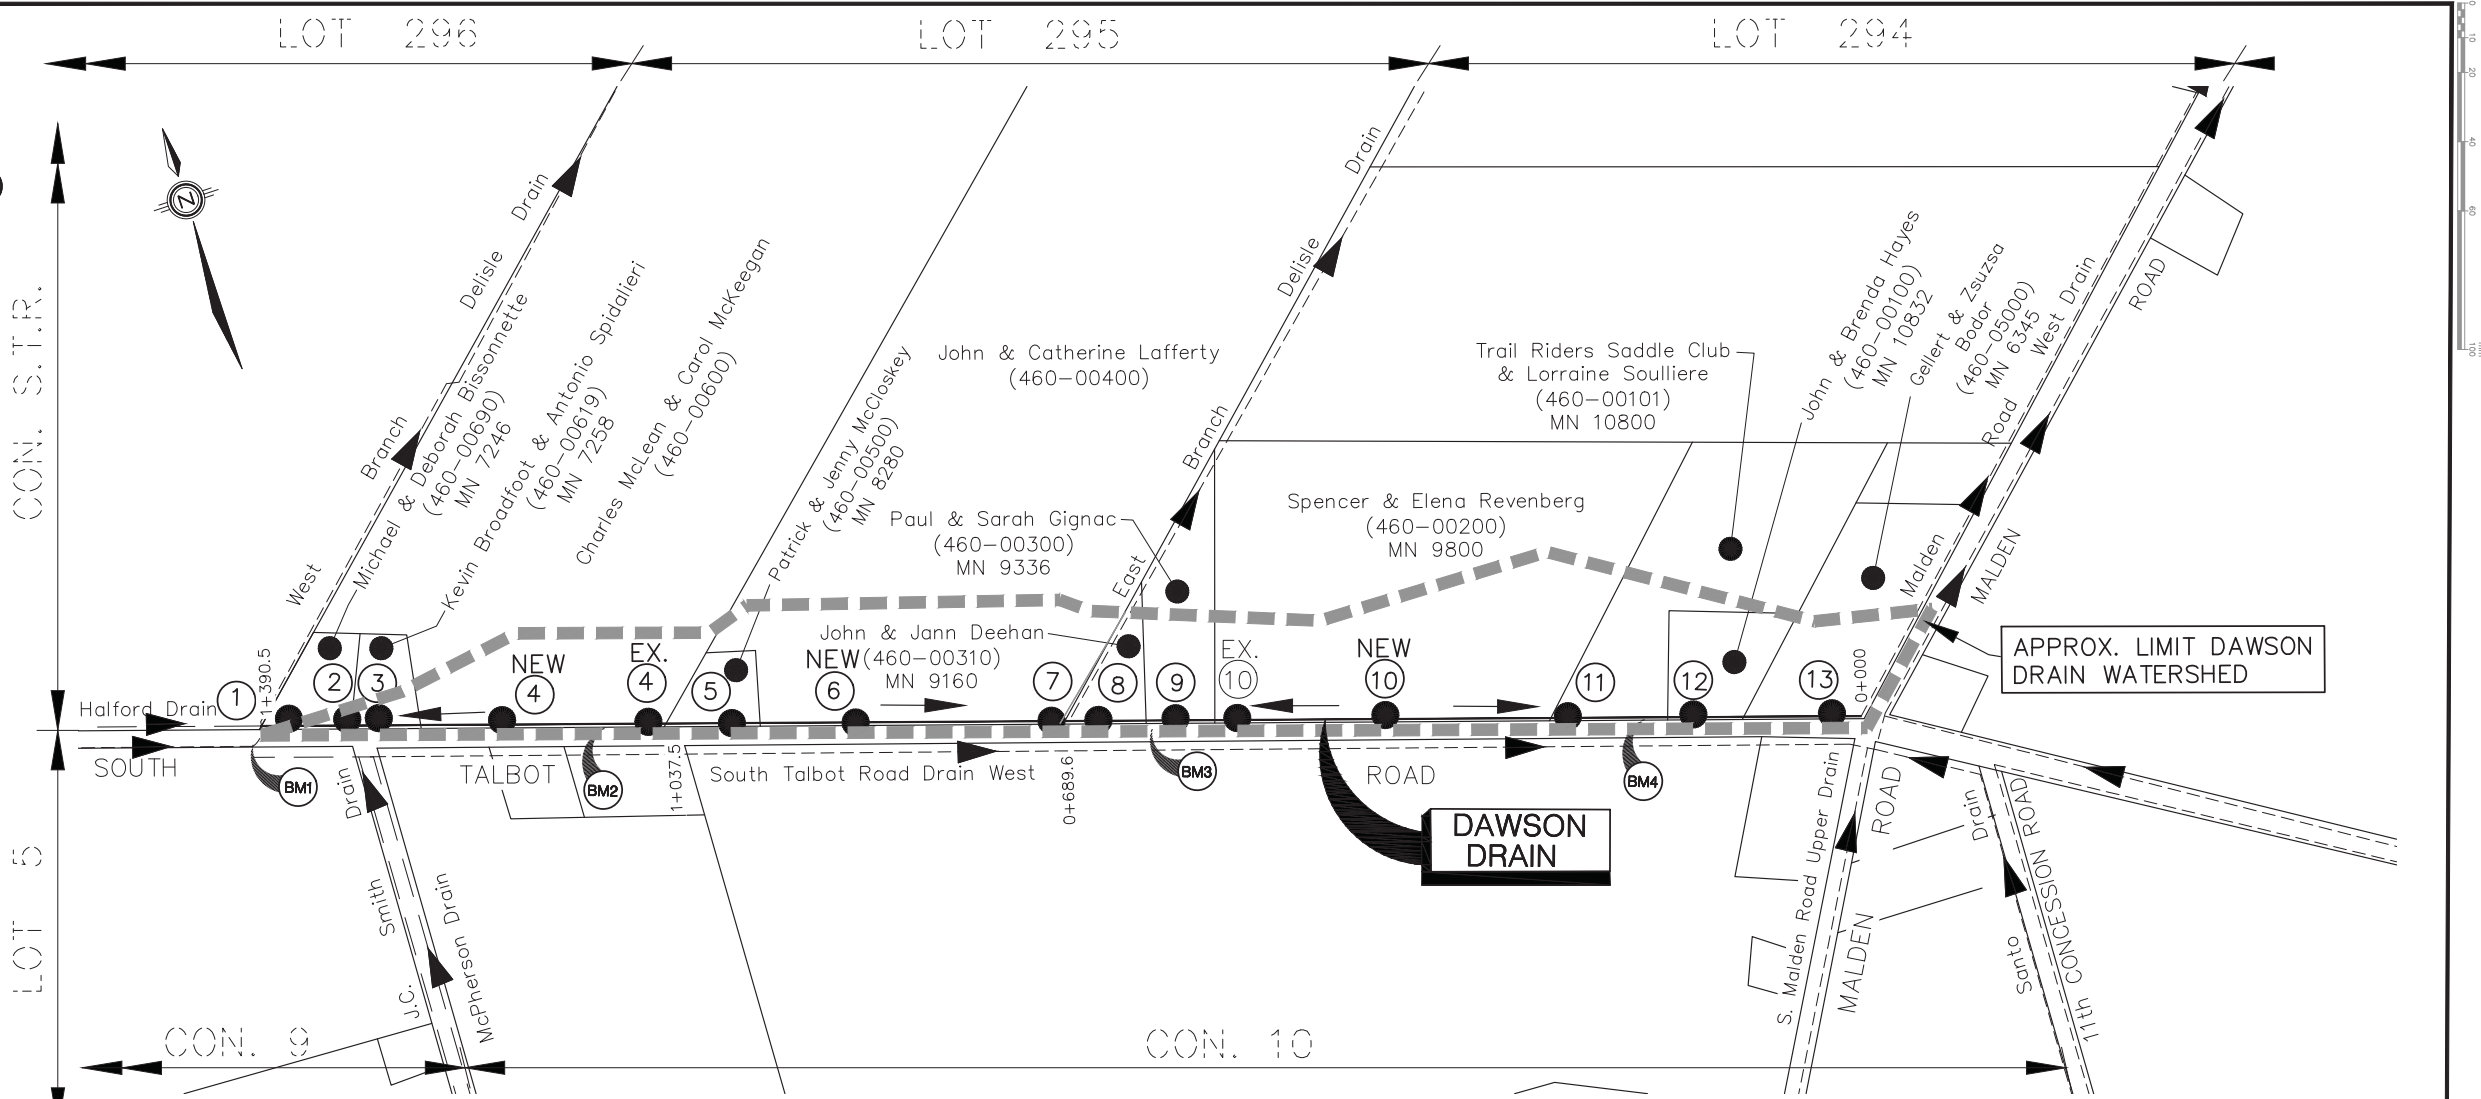 LOT 296
LOT 295
LOT 294
CON. S.T.R.
LOT 5
N
West Branch Delisle Drain
Michael & Deborah Bissonnette
(460-00690)
MN 7246
Kevin Broadfoot & Antonio Spidalieri
(460-00619)
MN 7258
Charles McLean & Carol McKeegan
(460-00600)
Patrick & Jenny McCloskey
(460-00500)
MN 8280
John & Catherine Lafferty
(460-00400)
East Branch Delisle Drain
Paul & Sarah Gignac
(460-00300)
MN 9336
John & Jann Deehan
(460-00310)
MN 9160
Spencer & Elena Revenberg
(460-00200)
MN 9800
Trail Riders Saddle Club
& Lorraine Soulliere
(460-00101)
MN 10800
John & Brenda Hayes
(460-00100)
MN 10832
Gellert & Zsuzsa
Bodor
(460-05000)
MN 6345
Malden Road West Drain
MALDEN ROAD
APPROX. LIMIT DAWSON
DRAIN WATERSHED
1
1+390.5
2
3
NEW
4
EX.
4
5
NEW
6
7
8
9
EX.
10
NEW
10
11
12
13
0+000
Halford Drain
SOUTH TALBOT ROAD
South Talbot Road Drain West
BM1
BM2
1+037.5
0+689.6
BM3
BM4
DAWSON
DRAIN
J.C. Smith Drain
McPherson Drain
S. Malden Road Upper Drain
MALDEN ROAD
Santo Drain
11th CONCESSION ROAD
CON. 9
CON. 10
0
10
20
40
60
100